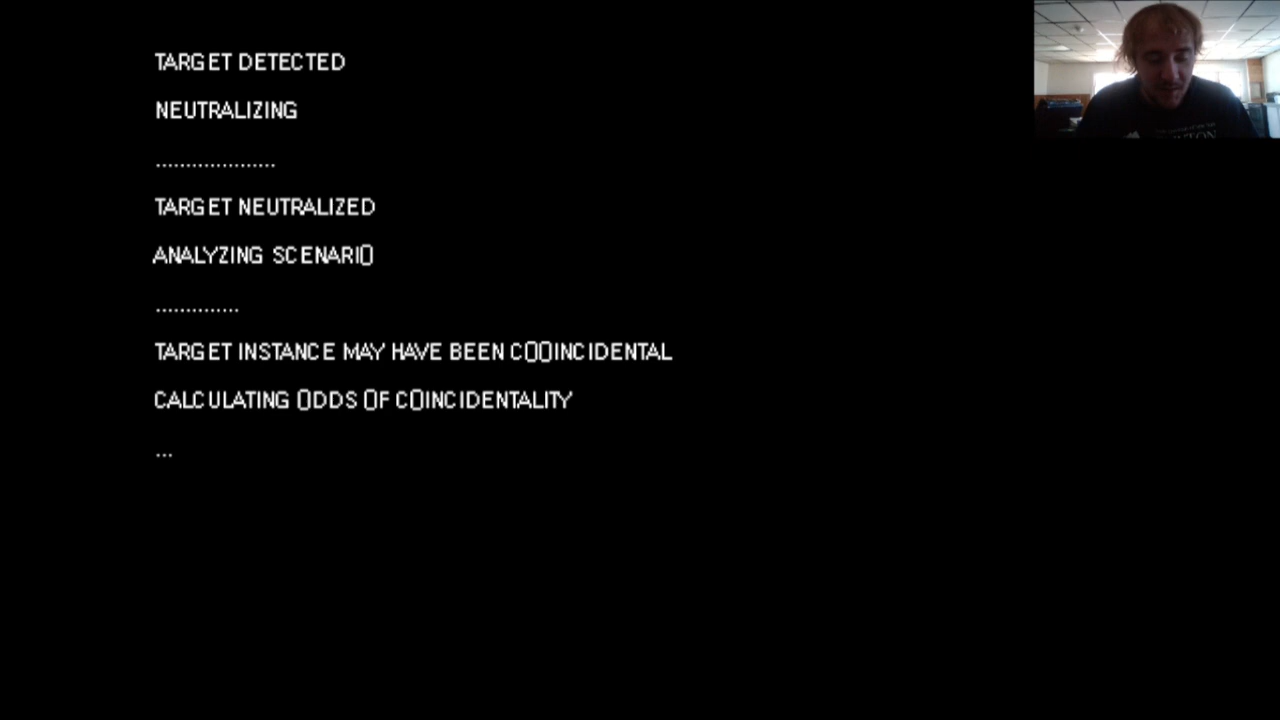 TARGET DETECTED
NEUTRALIZING
....................
TARGET NEUTRALIZED
ANALYZING SCENARIO
..............
TARGET INSTANCE MAY HAVE BEEN COOINCIDENTAL
CALCULATING ODDS OF COINCIDENTALITY
...